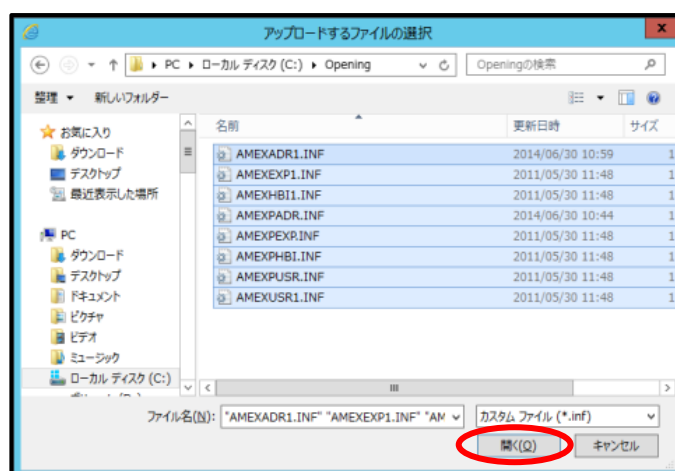 アップロードするファイルの選択
x
PC ローカル ディスク (C:) Opening
Openingの検索
整理 新しいフォルダー
名前 更新日時 サイズ
お気に入り
ダウンロード
デスクトップ
最近表示した場所
PC
ダウンロード
デスクトップ
ドキュメント
ピクチャ
ビデオ
ミュージック
ローカル ディスク (C:)
AMEXADR1.INF 2014/06/30 10:59 1
AMEXEXP1.INF 2011/05/30 11:48 1
AMEXHBI1.INF 2011/05/30 11:48 1
AMEXPADR.INF 2014/06/30 10:44 1
AMEXPEXP.INF 2011/05/30 11:48 1
AMEXPHBI.INF 2011/05/30 11:48 1
AMEXPUSR.INF 2011/05/30 11:48 1
AMEXUSR1.INF 2011/05/30 11:48 1
ファイル名(N): "AMEXADR1.INF" "AMEXEXP1.INF" "AM
カスタム ファイル (*.inf)
開く(O) キャンセル